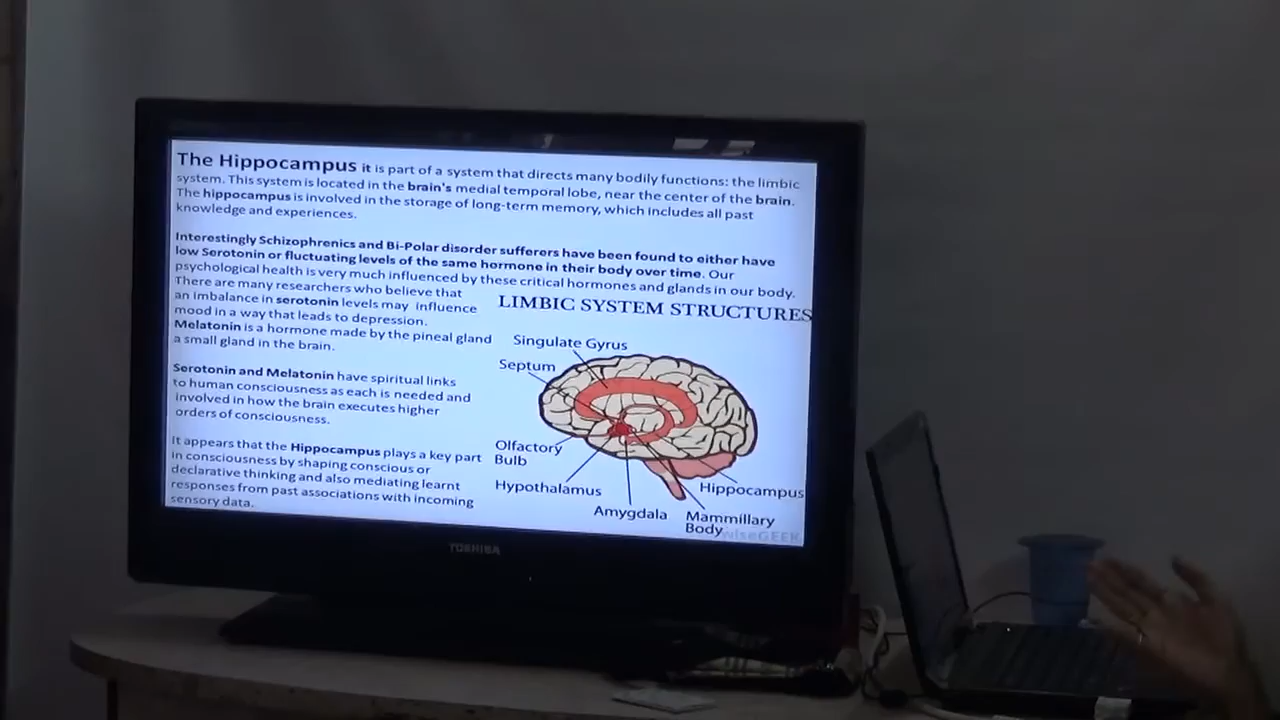 The Hippocampus it is part of a system that directs many bodily functions: the limbic
system. This system is located in the brain's medial temporal lobe, near the center of the brain.
The hippocampus is involved in the storage of long-term memory, which includes all past
knowledge and experiences.
Interestingly Schizophrenics and Bi-Polar disorder sufferers have been found to either have
low Serotonin or fluctuating levels of the same hormone in their body over time. Our
psychological health is very much influenced by these critical hormones and glands in our body.
There are many researchers who believe that
an imbalance in serotonin levels may influence
mood in a way that leads to depression.
Melatonin is a hormone made by the pineal gland
a small gland in the brain.
Serotonin and Melatonin have spiritual links
to human consciousness as each is needed and
involved in how the brain executes higher
orders of consciousness.
It appears that the Hippocampus plays a key part
in consciousness by shaping conscious or
declarative thinking and also mediating learnt
responses from past associations with incoming
sensory data.
LIMBIC SYSTEM STRUCTURES
Singulate Gyrus
Septum
Olfactory
Bulb
Hypothalamus
Amygdala
Hippocampus
Mammillary
Body
wiseGEEK
TOSHIBA